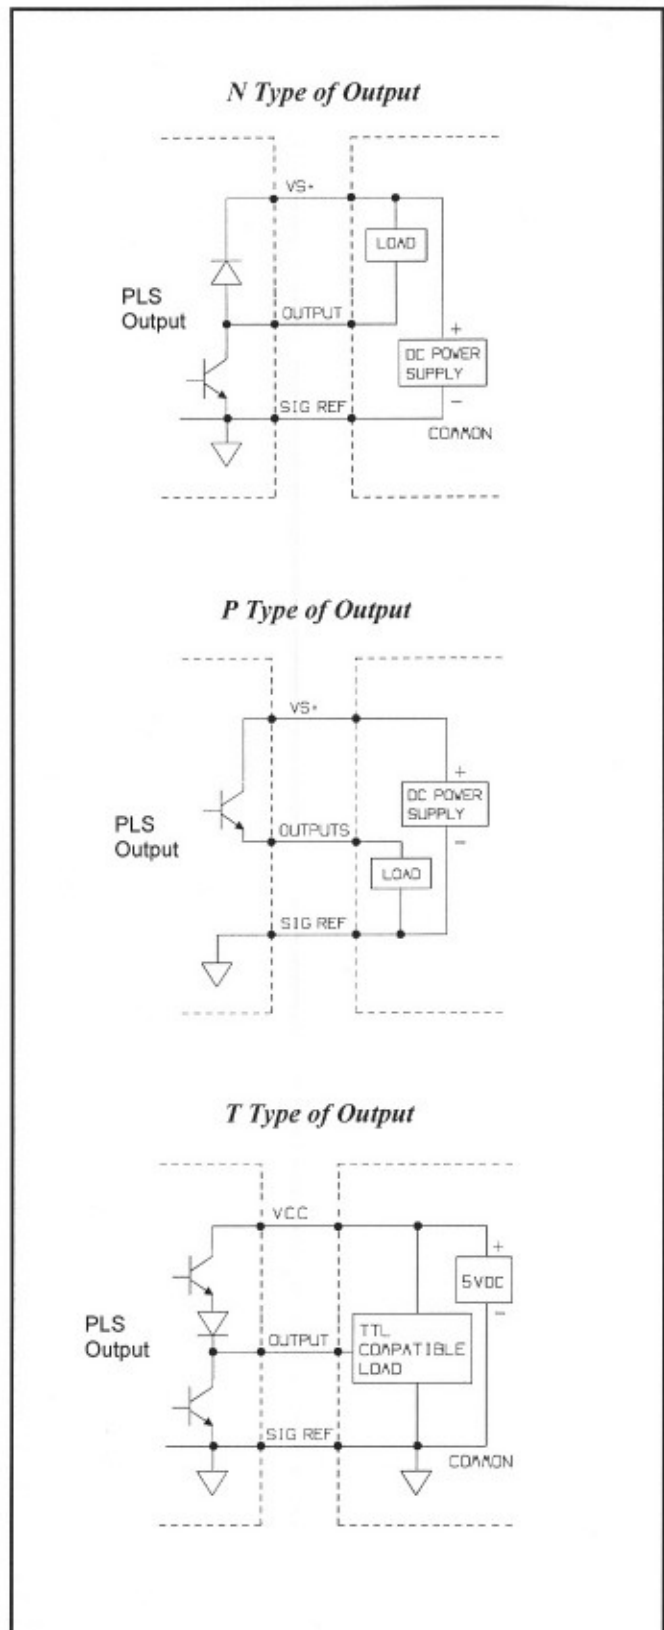 N Type of Output
VS+
LOAD
PLS
Output
OUTPUT
+
DC POWER
SUPPLY
SIG REF
-
COMMON
P Type of Output
VS+
+
DC POWER
SUPPLY
PLS
Output
OUTPUTS
-
LOAD
SIG REF
T Type of Output
VCC
+
5VDC
-
PLS
Output
OUTPUT
TTL
COMPATIBLE
LOAD
SIG REF
COMMON